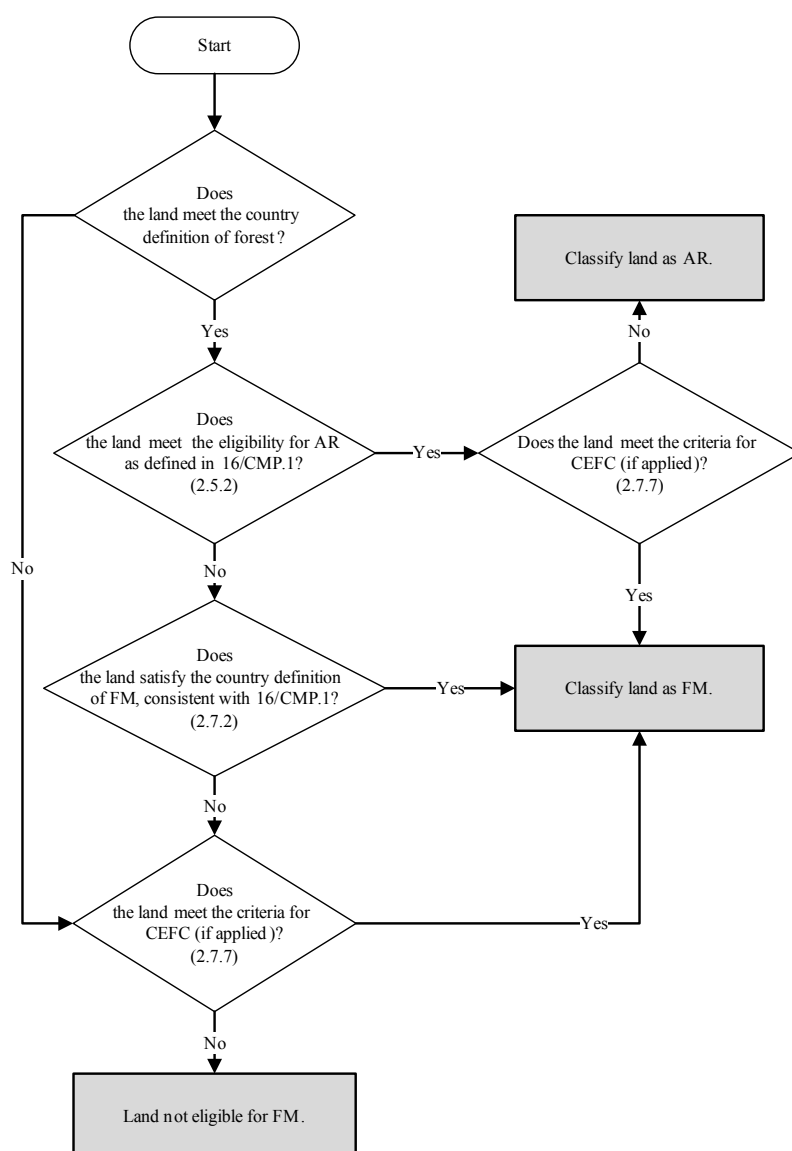 Start
Does
the land meet the country
definition of forest?
Classify land as AR.
Yes
No
Does
the land meet the eligibility for AR
as defined in 16/CMP.1?
(2.5.2)
Yes
Does the land meet the criteria for
CEFC (if applied)?
(2.7.7)
No
No
Yes
Does
the land satisfy the country definition
of FM, consistent with 16/CMP.1?
(2.7.2)
Yes
Classify land as FM.
No
Does
the land meet the criteria for
CEFC (if applied)?
(2.7.7)
Yes
No
Land not eligible for FM.